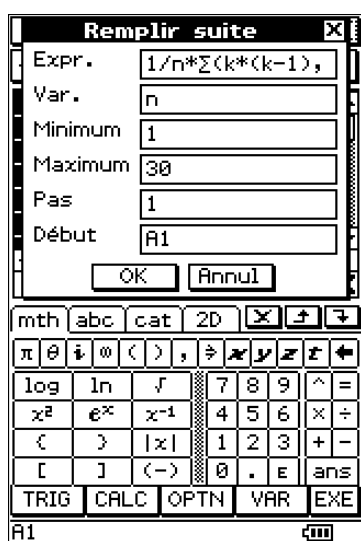 Remplir suite X
Expr. 1/n*Σ(k*(k-1),
Var. n
Minimum 1
Maximum 30
Pas 1
Début A1
OK Annul
mth abc cat 2D
π θ i ∞ ( ) , ⇒ x y z t ←
log ln √ 7 8 9 ^ =
x² eˣ x⁻¹ 4 5 6 × ÷
( ) |x| 1 2 3 + -
[ ] (-) 0 . E ans
TRIG CALC OPTN VAR EXE
A1